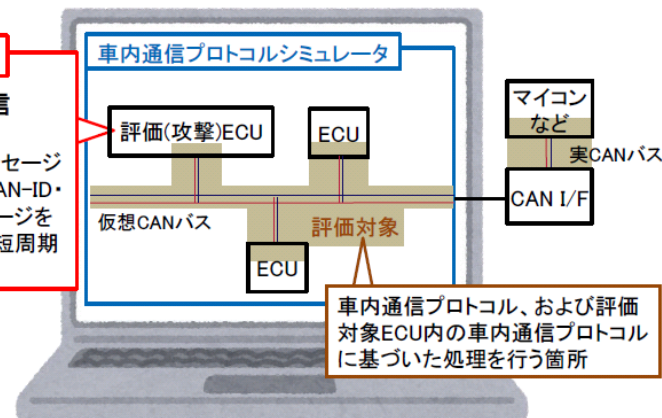 車内通信プロトコルシミュレータ
信
セージ
AN-ID・
ージを
短周期
評価(攻撃)ECU
ECU
マイコン
など
実CANバス
CAN I/F
仮想CANバス
評価対象
ECU
車内通信プロトコル、および評価
対象ECU内の車内通信プロトコル
に基づいた処理を行う箇所